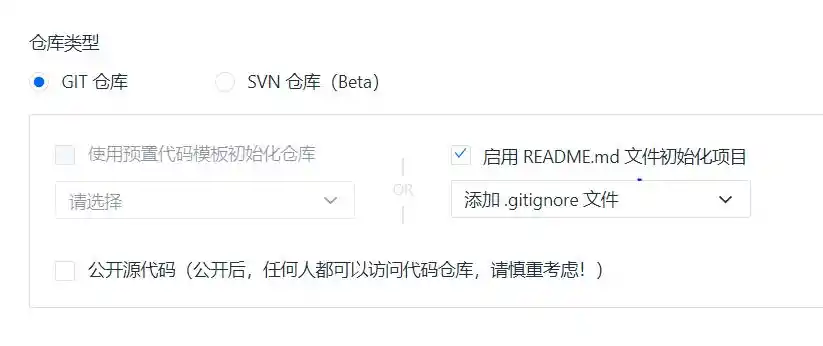 仓库类型
GIT 仓库
SVN 仓库（Beta）
使用预置代码模板初始化仓库
请选择
OR
启用 README.md 文件初始化项目
添加 .gitignore 文件
公开源代码（公开后，任何人都可以访问代码仓库，请慎重考虑！）